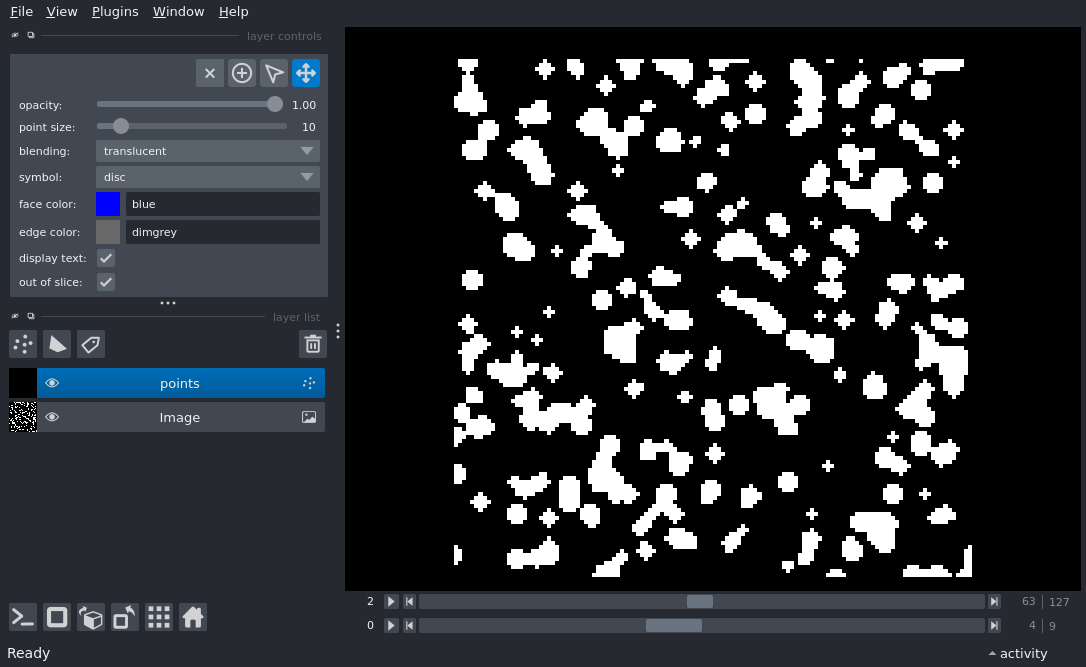 File View Plugins Window Help
layer controls
opacity: 1.00
point size: 10
blending: translucent
symbol: disc
face color: blue
edge color: dimgrey
display text:
out of slice:
layer list
points
Image
2 63 127
0 4 9
Ready activity